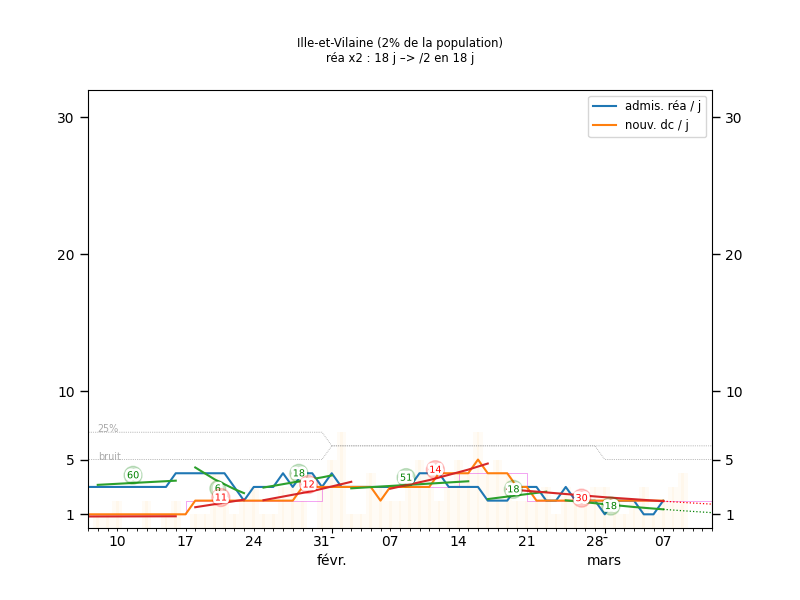 Ille-et-Vilaine (2% de la population)
réa x2 : 18 j –> /2 en 18 j
admis. réa / j
nouv. dc / j
30 30
20 20
10 10
25%
bruit
5 5
1 1
60
6
11
18
12
51
14
18
30
18
10 17 24 31 07 14 21 28 07
févr. mars